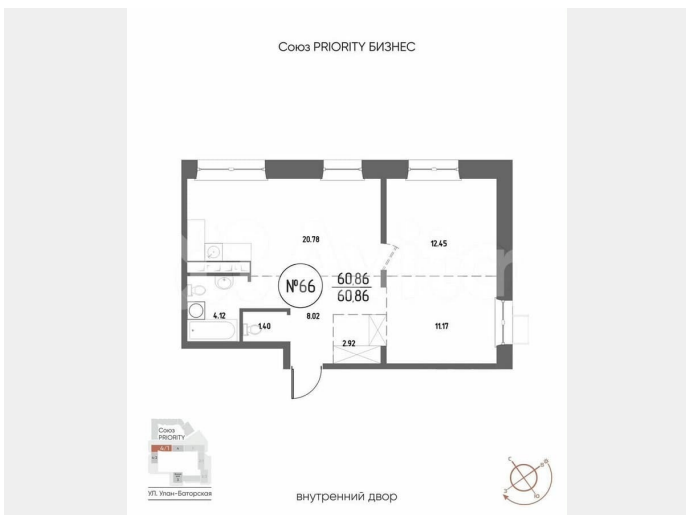 Союз PRIORITY БИЗНЕС
20.78
12.45
№66
60,86
60,86
4.12
1.40
8.02
2.92
11.17
Союз
PRIORITY
УЛ. Улан-Баторская
внутренний двор
с
в
з
ю